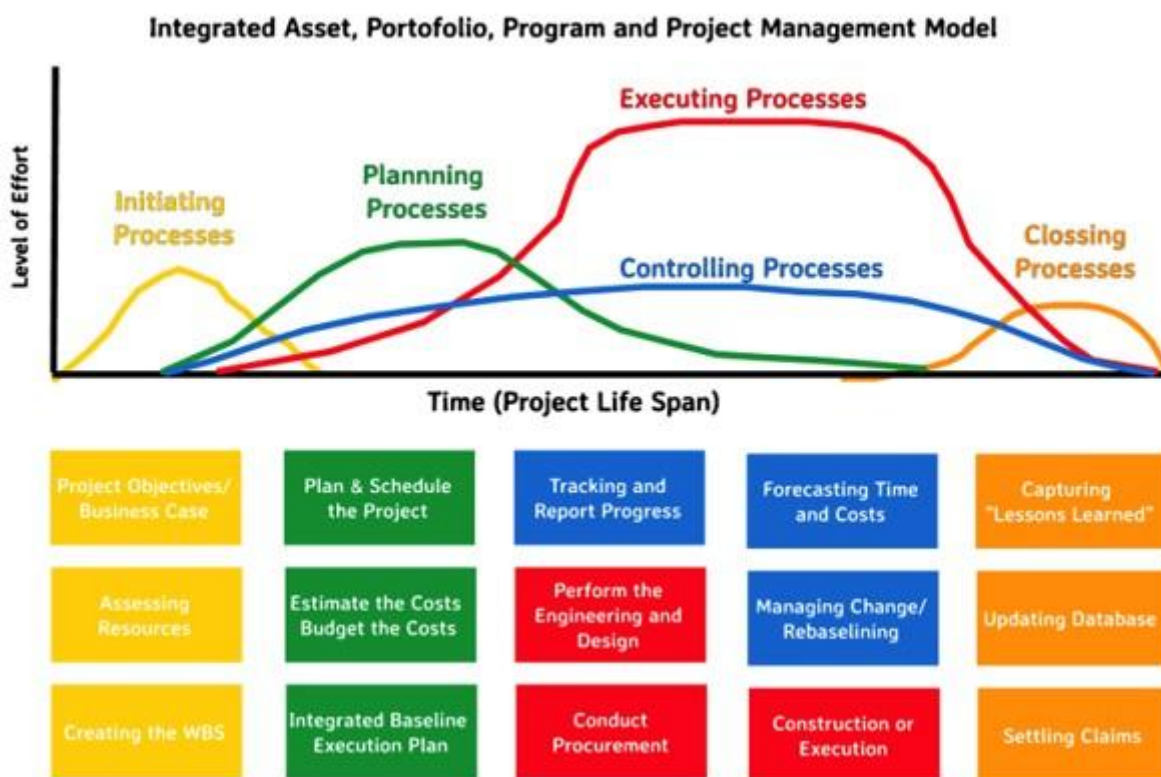 Integrated Asset, Portofolio, Program and Project Management Model
Level of Effort
Initiating
Processes
Plannning
Processes
Executing Processes
Controlling Processes
Clossing
Processes
Time (Project Life Span)
Project Objectives/
Business Case
Plan & Schedule
the Project
Tracking and
Report Progress
Forecasting Time
and Costs
Capturing
"Lessons Learned"
Assessing
Resources
Estimate the Costs
Budget the Costs
Perform the
Engineering and
Design
Managing Change/
Rebaselining
Updating Database
Creating the WBS
Integrated Baseline
Execution Plan
Conduct
Procurement
Construction or
Execution
Settling Claims